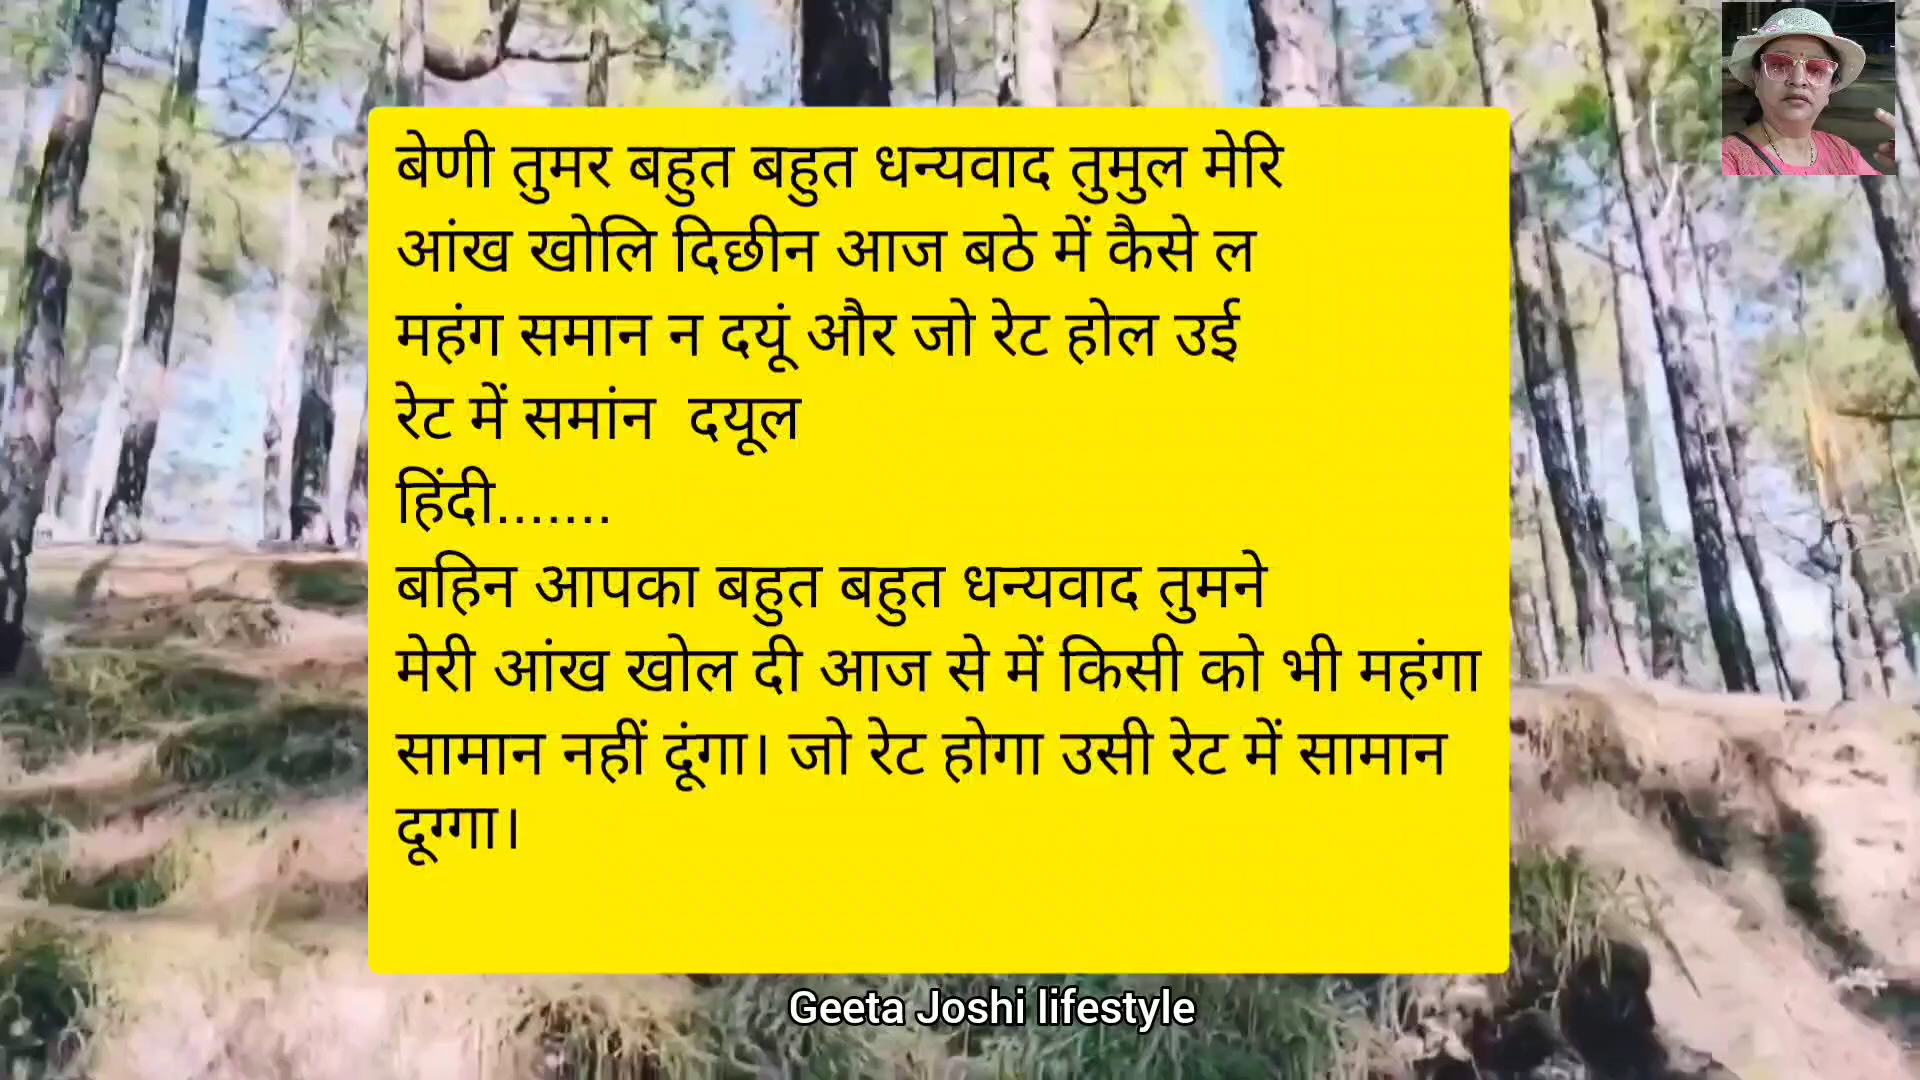 बेणी तुमर बहुत बहुत धन्यवाद तुमुल मेरि
आंख खोलि दिछीन आज बठे में कैसे ल
महंग समान न दयूं और जो रेट होल उई
रेट में समांन  दयूल
हिंदी.......
बहिन आपका बहुत बहुत धन्यवाद तुमने
मेरी आंख खोल दी आज से में किसी को भी महंगा
सामान नहीं दूंगा। जो रेट होगा उसी रेट में सामान
दूग्गा।
Geeta Joshi lifestyle